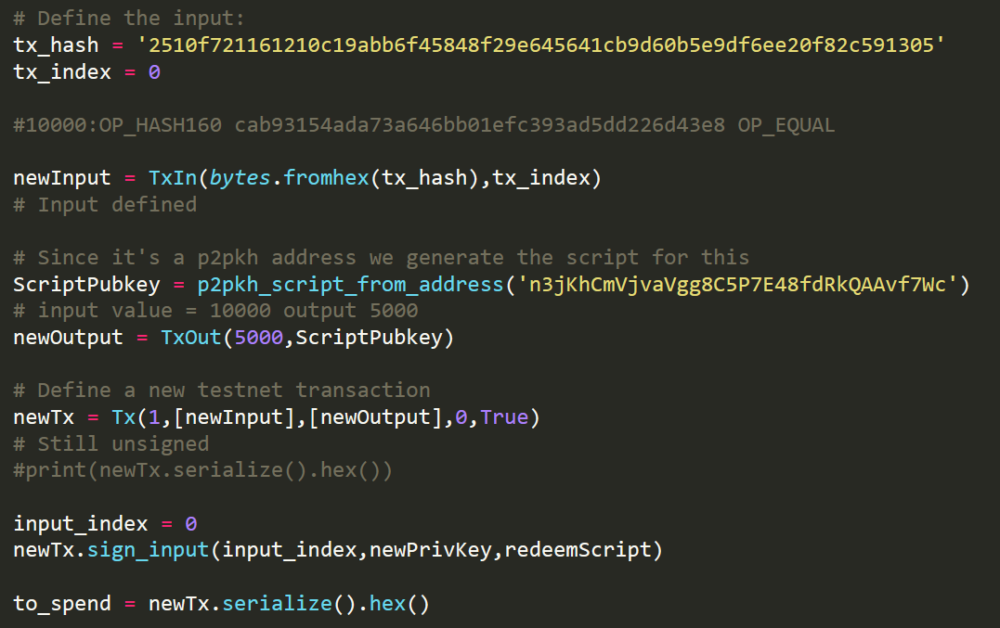 # Define the input:
tx_hash = '2510f721161210c19abb6f45848f29e645641cb9d60b5e9df6ee20f82c591305'
tx_index = 0
#10000:OP_HASH160 cab93154ada73a646bb01efc393ad5dd226d43e8 OP_EQUAL
newInput = TxIn(bytes.fromhex(tx_hash),tx_index)
# Input defined
# Since it's a p2pkh address we generate the script for this
ScriptPubkey = p2pkh_script_from_address('n3jKhCmVjvaVgg8C5P7E48fdRkQAAvf7Wc')
# input value = 10000 output 5000
newOutput = TxOut(5000,ScriptPubkey)
# Define a new testnet transaction
newTx = Tx(1,[newInput],[newOutput],0,True)
# Still unsigned
#print(newTx.serialize().hex())
input_index = 0
newTx.sign_input(input_index,newPrivKey,redeemScript)
to_spend = newTx.serialize().hex()